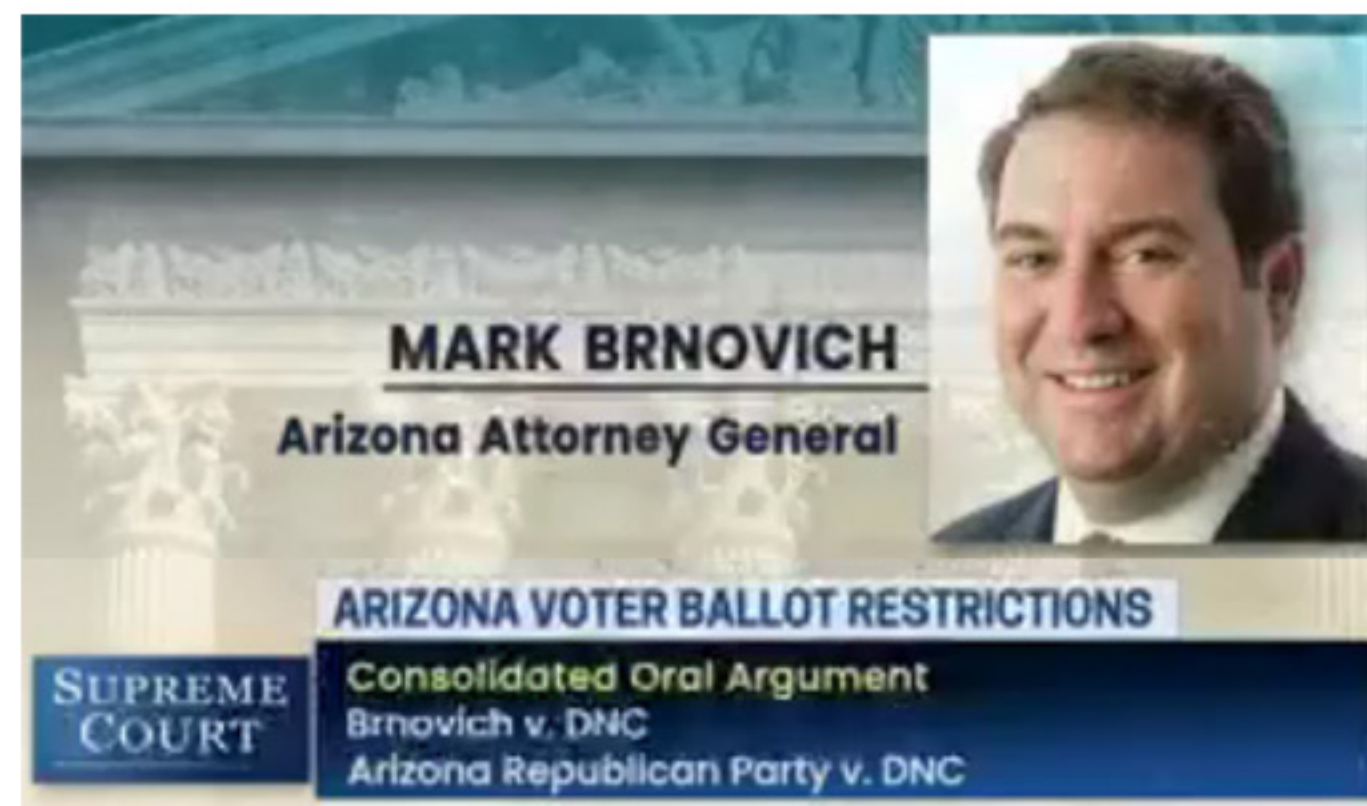 MARK BRNOVICH
Arizona Attorney General
ARIZONA VOTER BALLOT RESTRICTIONS
SUPREME
COURT
Consolidated Oral Argument
Brnovich v. DNC
Arizona Republican Party v. DNC